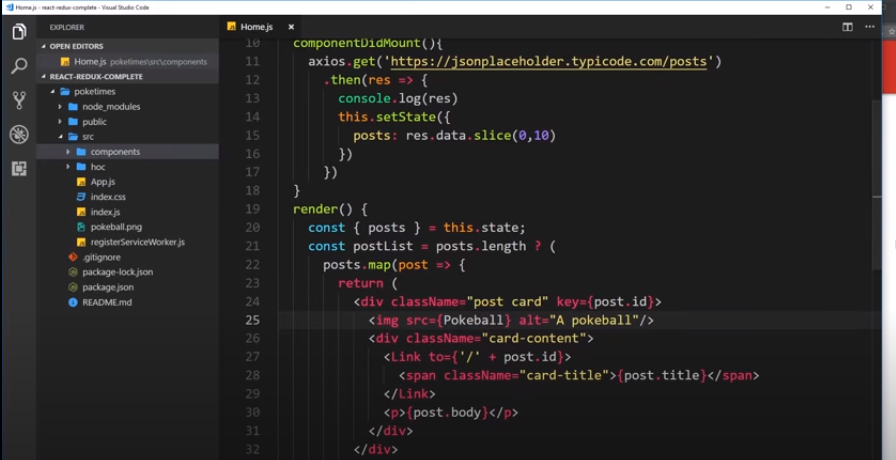 Home.js - react-redux-complete - Visual Studio Code
EXPLORER
OPEN EDITORS
Home.js poketimes\src\components
REACT-REDUX-COMPLETE
poketimes
node_modules
public
src
components
hoc
App.js
index.css
index.js
pokeball.png
registerServiceWorker.js
.gitignore
package-lock.json
package.json
README.md
Home.js
10 componentDidMount(){
11 axios.get('https://jsonplaceholder.typicode.com/posts')
12 .then(res => {
13 console.log(res)
14 this.setState({
15 posts: res.data.slice(0,10)
16 })
17 })
18 }
19 render() {
20 const { posts } = this.state;
21 const postList = posts.length ? (
22 posts.map(post => {
23 return (
24 <div className="post card" key={post.id}>
25 <img src={Pokeball} alt="A pokeball"/>
26 <div className="card-content">
27 <Link to={'/' + post.id}>
28 <span className="card-title">{post.title}</span>
29 </Link>
30 <p>{post.body}</p>
31 </div>
32 </div>